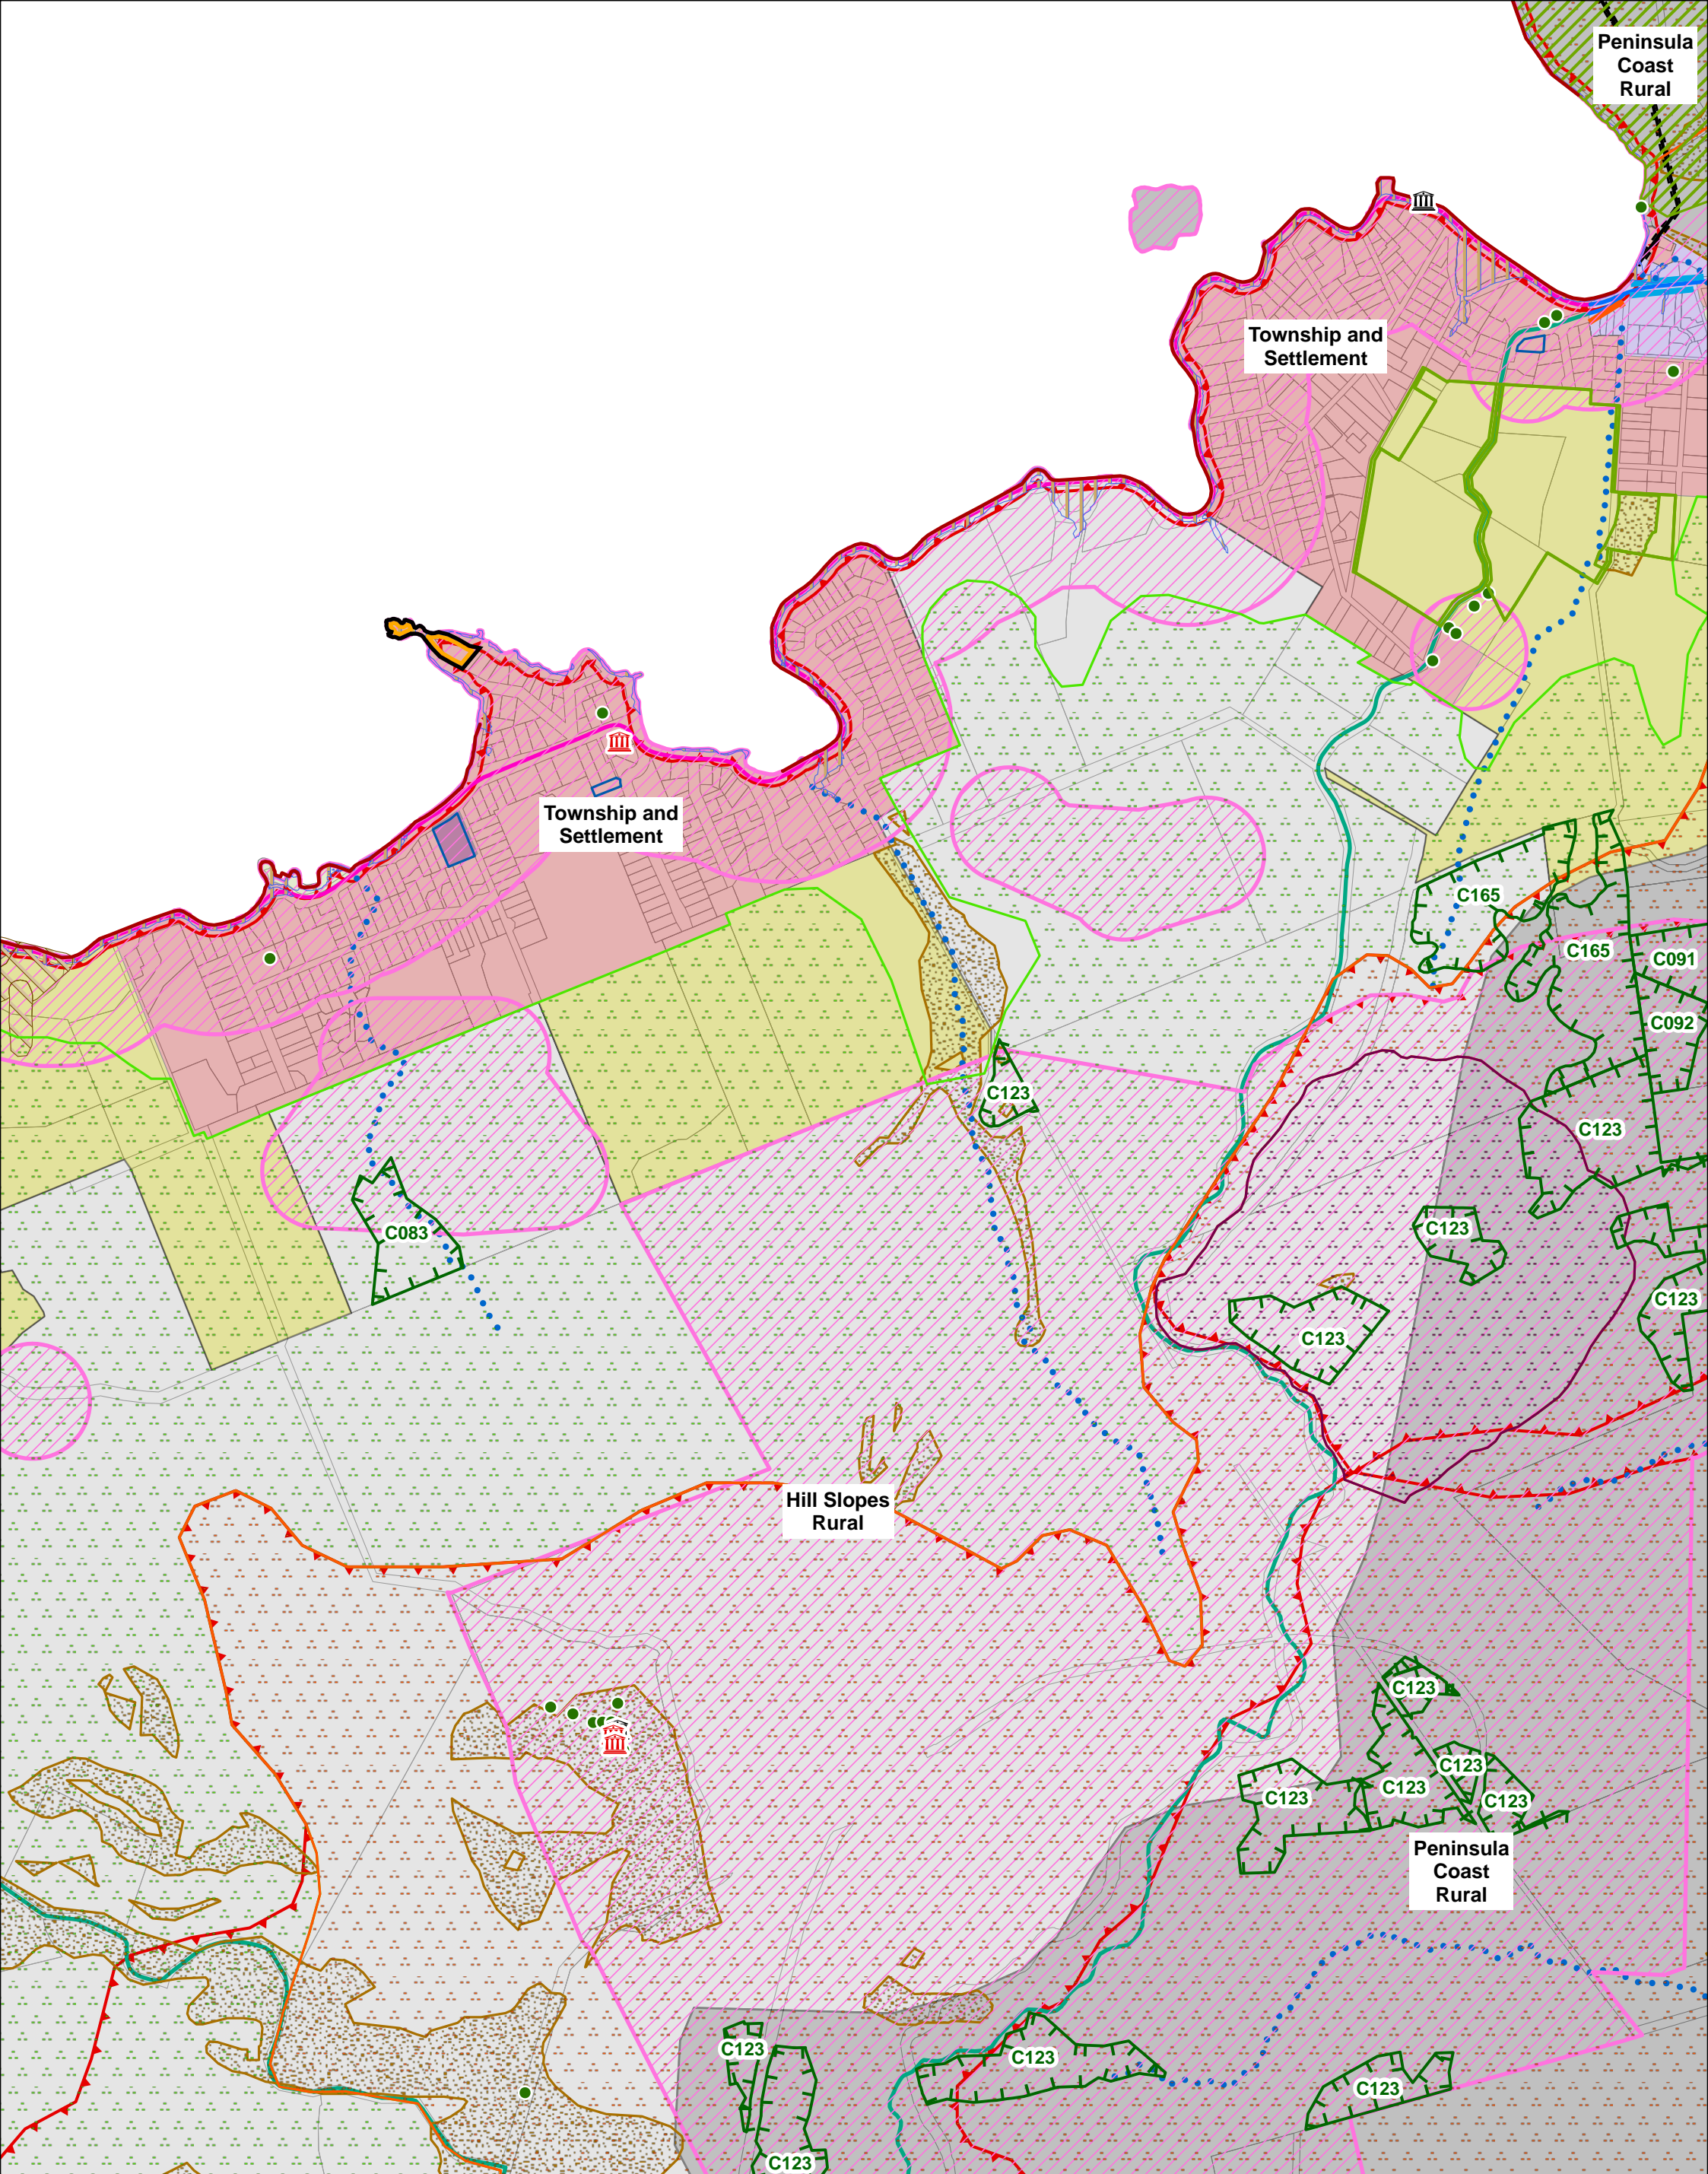 Peninsula
Coast
Rural
Township and
Settlement
Township and
Settlement
C165
C165
C091
C092
C123
C123
C123
C083
C123
C123
Hill Slopes
Rural
C123
C123
C123
C123
C123
Peninsula
Coast
Rural
C123
C123
C123
C123